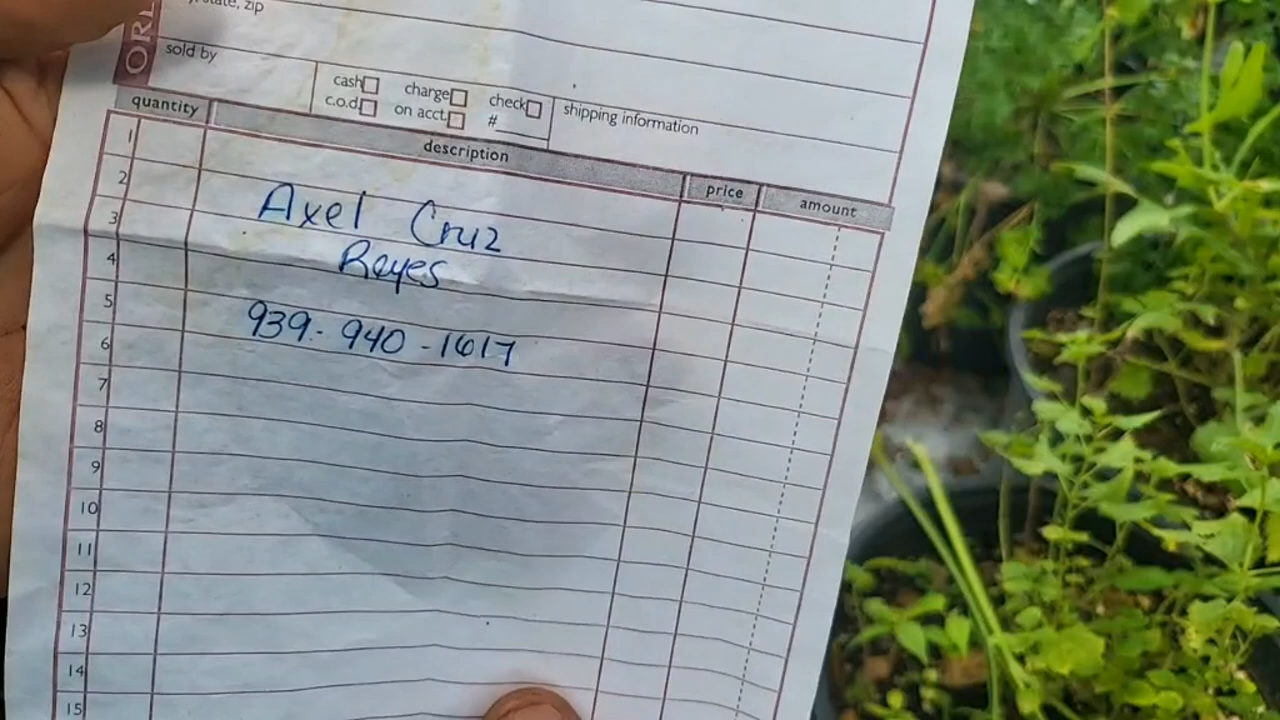 state, zip
sold by
cash charge check
c.o.d. on acct. #
shipping information
quantity description price amount
1
2
Axel Cruz
3
Reyes
4
5
939-940-1617
6
7
8
9
10
11
12
13
14
15